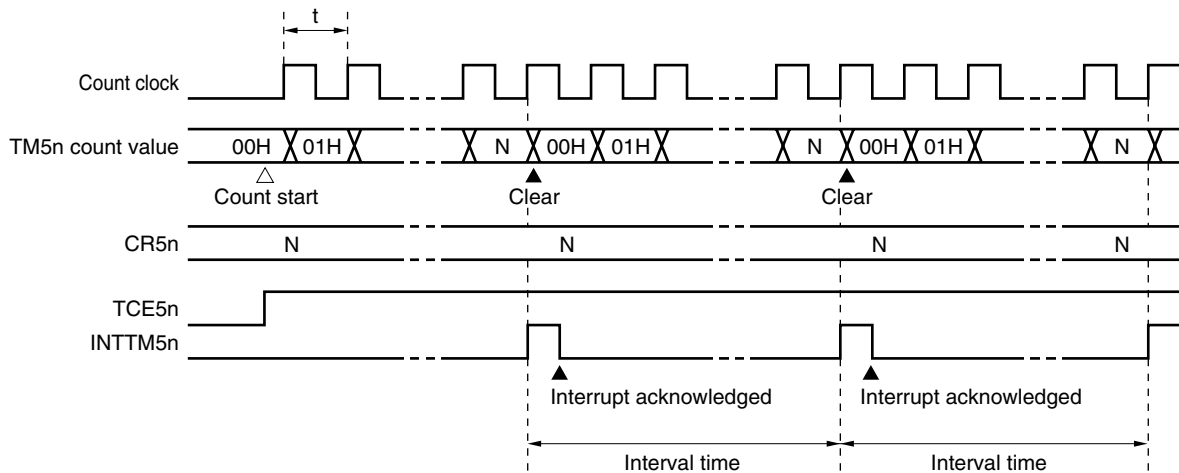 t
Count clock
TM5n count value
00H 01H N 00H 01H N 00H 01H N
Count start Clear Clear
CR5n N N N N
TCE5n
INTTM5n
Interrupt acknowledged Interrupt acknowledged
Interval time Interval time